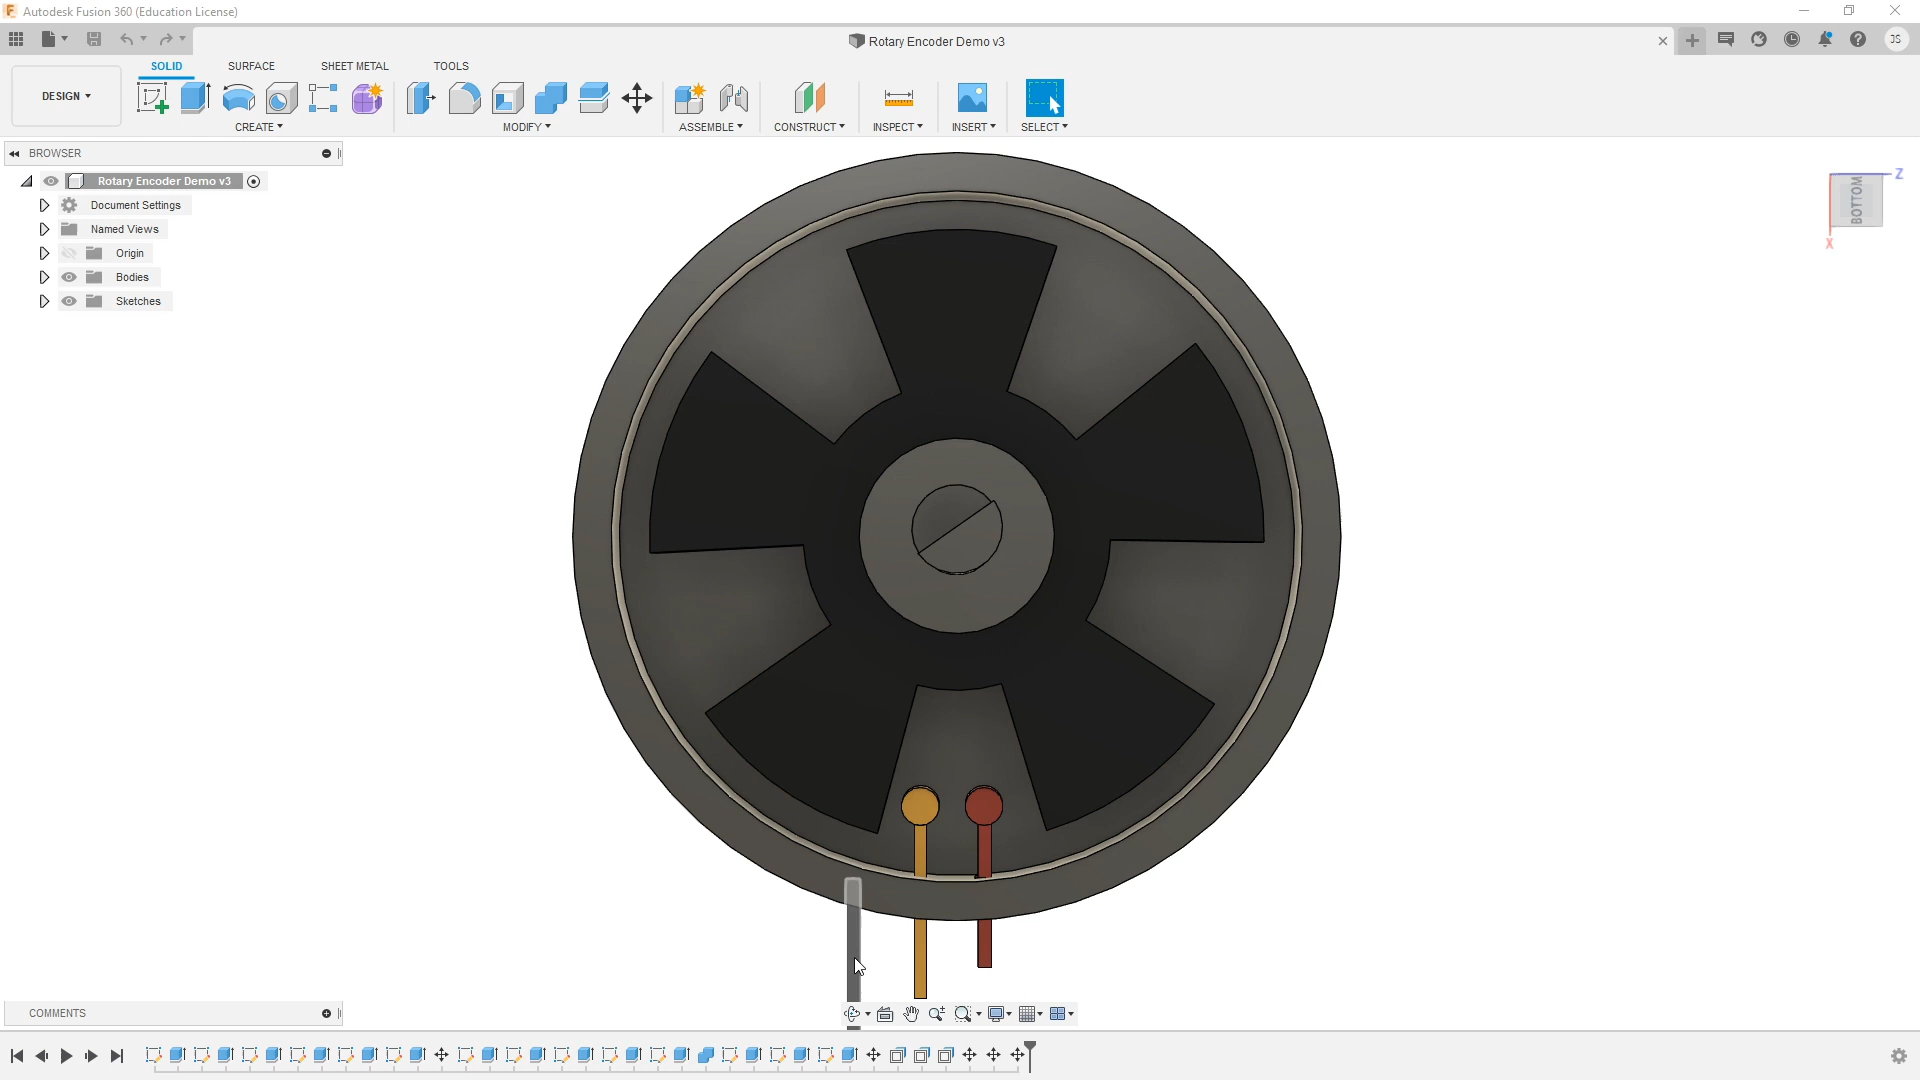 Autodesk Fusion 360 (Education License)
Rotary Encoder Demo v3
JS
SOLID SURFACE SHEET METAL TOOLS
DESIGN
CREATE MODIFY ASSEMBLE CONSTRUCT INSPECT INSERT SELECT
BROWSER
Rotary Encoder Demo v3
Document Settings
Named Views
Origin
Bodies
Sketches
Z
BOTTOM
X
COMMENTS